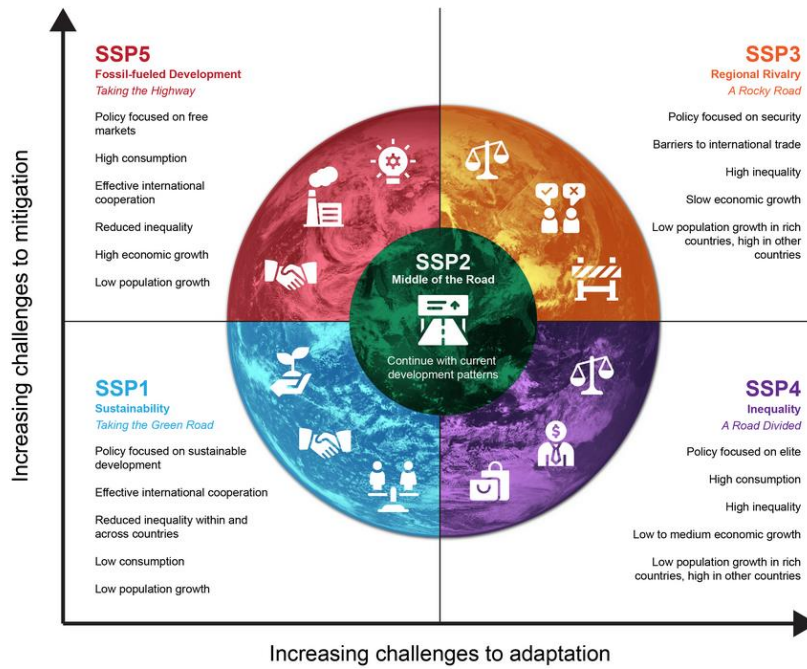 SSP5
Fossil-fueled Development
Taking the Highway
Policy focused on free
markets
High consumption
Effective international
cooperation
Reduced inequality
High economic growth
Low population growth
SSP3
Regional Rivalry
A Rocky Road
Policy focused on security
Barriers to international trade
High inequality
Slow economic growth
Low population growth in rich
countries, high in other
countries
SSP2
Middle of the Road
Continue with current
development patterns
SSP1
Sustainability
Taking the Green Road
Policy focused on sustainable
development
Effective international cooperation
Reduced inequality within and
across countries
Low consumption
Low population growth
SSP4
Inequality
A Road Divided
Policy focused on elite
High consumption
High inequality
Low to medium economic growth
Low population growth in rich
countries, high in other countries
Increasing challenges to mitigation
Increasing challenges to adaptation